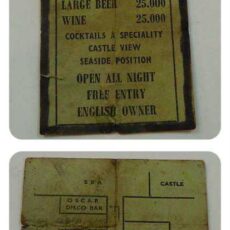 LARGE BEER 25.000
WINE 25.000
COCKTAILS A SPECIALITY
CASTLE VIEW
SEASIDE POSITION
OPEN ALL NIGHT
FREE ENTRY
ENGLISH OWNER
SPA
CASTLE
OSCAR
DISCO BAR